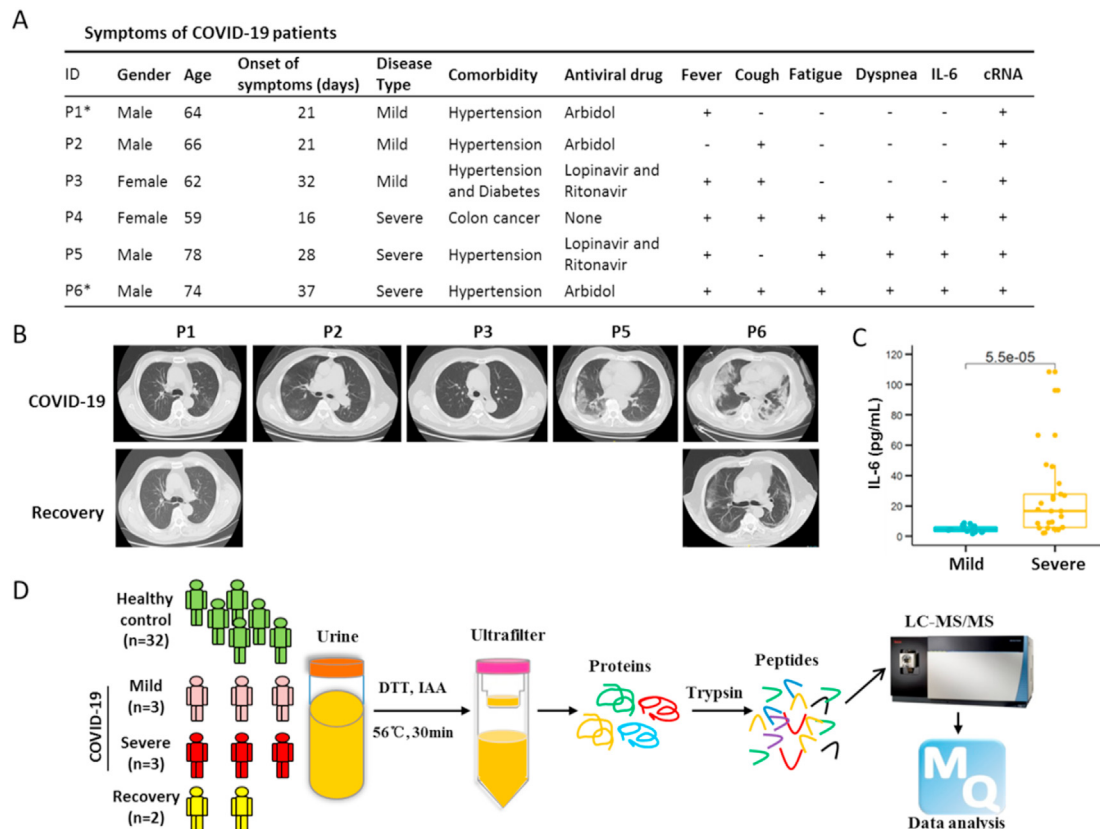 A
Symptoms of COVID-19 patients
ID Gender Age Onset of symptoms (days) Disease Type Comorbidity Antiviral drug Fever Cough Fatigue Dyspnea IL-6 cRNA
P1* Male 64 21 Mild Hypertension Arbidol + - - - - +
P2 Male 66 21 Mild Hypertension Arbidol - + - - - +
P3 Female 62 32 Mild Hypertension and Diabetes Lopinavir and Ritonavir + + - - - +
P4 Female 59 16 Severe Colon cancer None + + + + + +
P5 Male 78 28 Severe Hypertension Lopinavir and Ritonavir + - + + + +
P6* Male 74 37 Severe Hypertension Arbidol + + + + + +
B
P1 P2 P3 P5 P6
COVID-19
Recovery
C
5.5e-05
120
100
80
60
40
20
0
IL-6 (pg/mL)
Mild Severe
D
Healthy
control
(n=32)
COVID-19
Mild
(n=3)
Severe
(n=3)
Recovery
(n=2)
Urine
DTT, IAA
56℃, 30min
Ultrafilter
Proteins
Trypsin
Peptides
LC-MS/MS
MQ
Data analysis